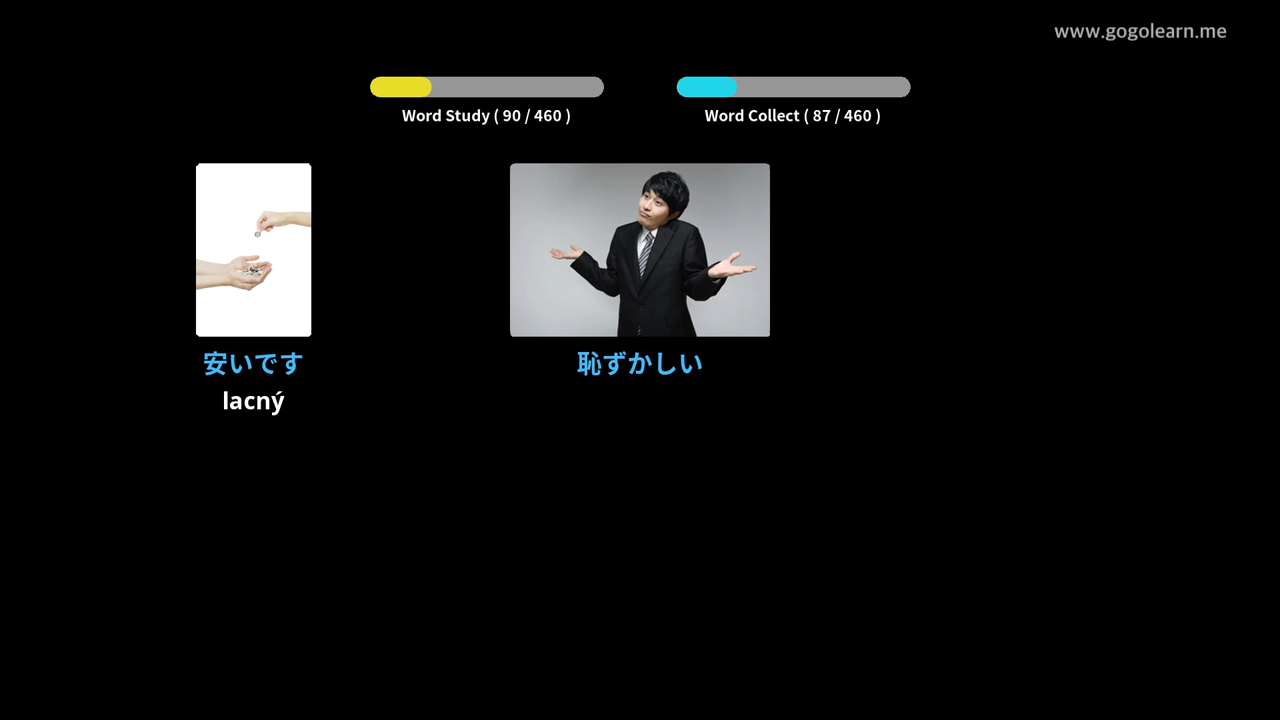 www.gogolearn.me
Word Study ( 90 / 460 )
Word Collect ( 87 / 460 )
安いです
lacný
恥ずかしい